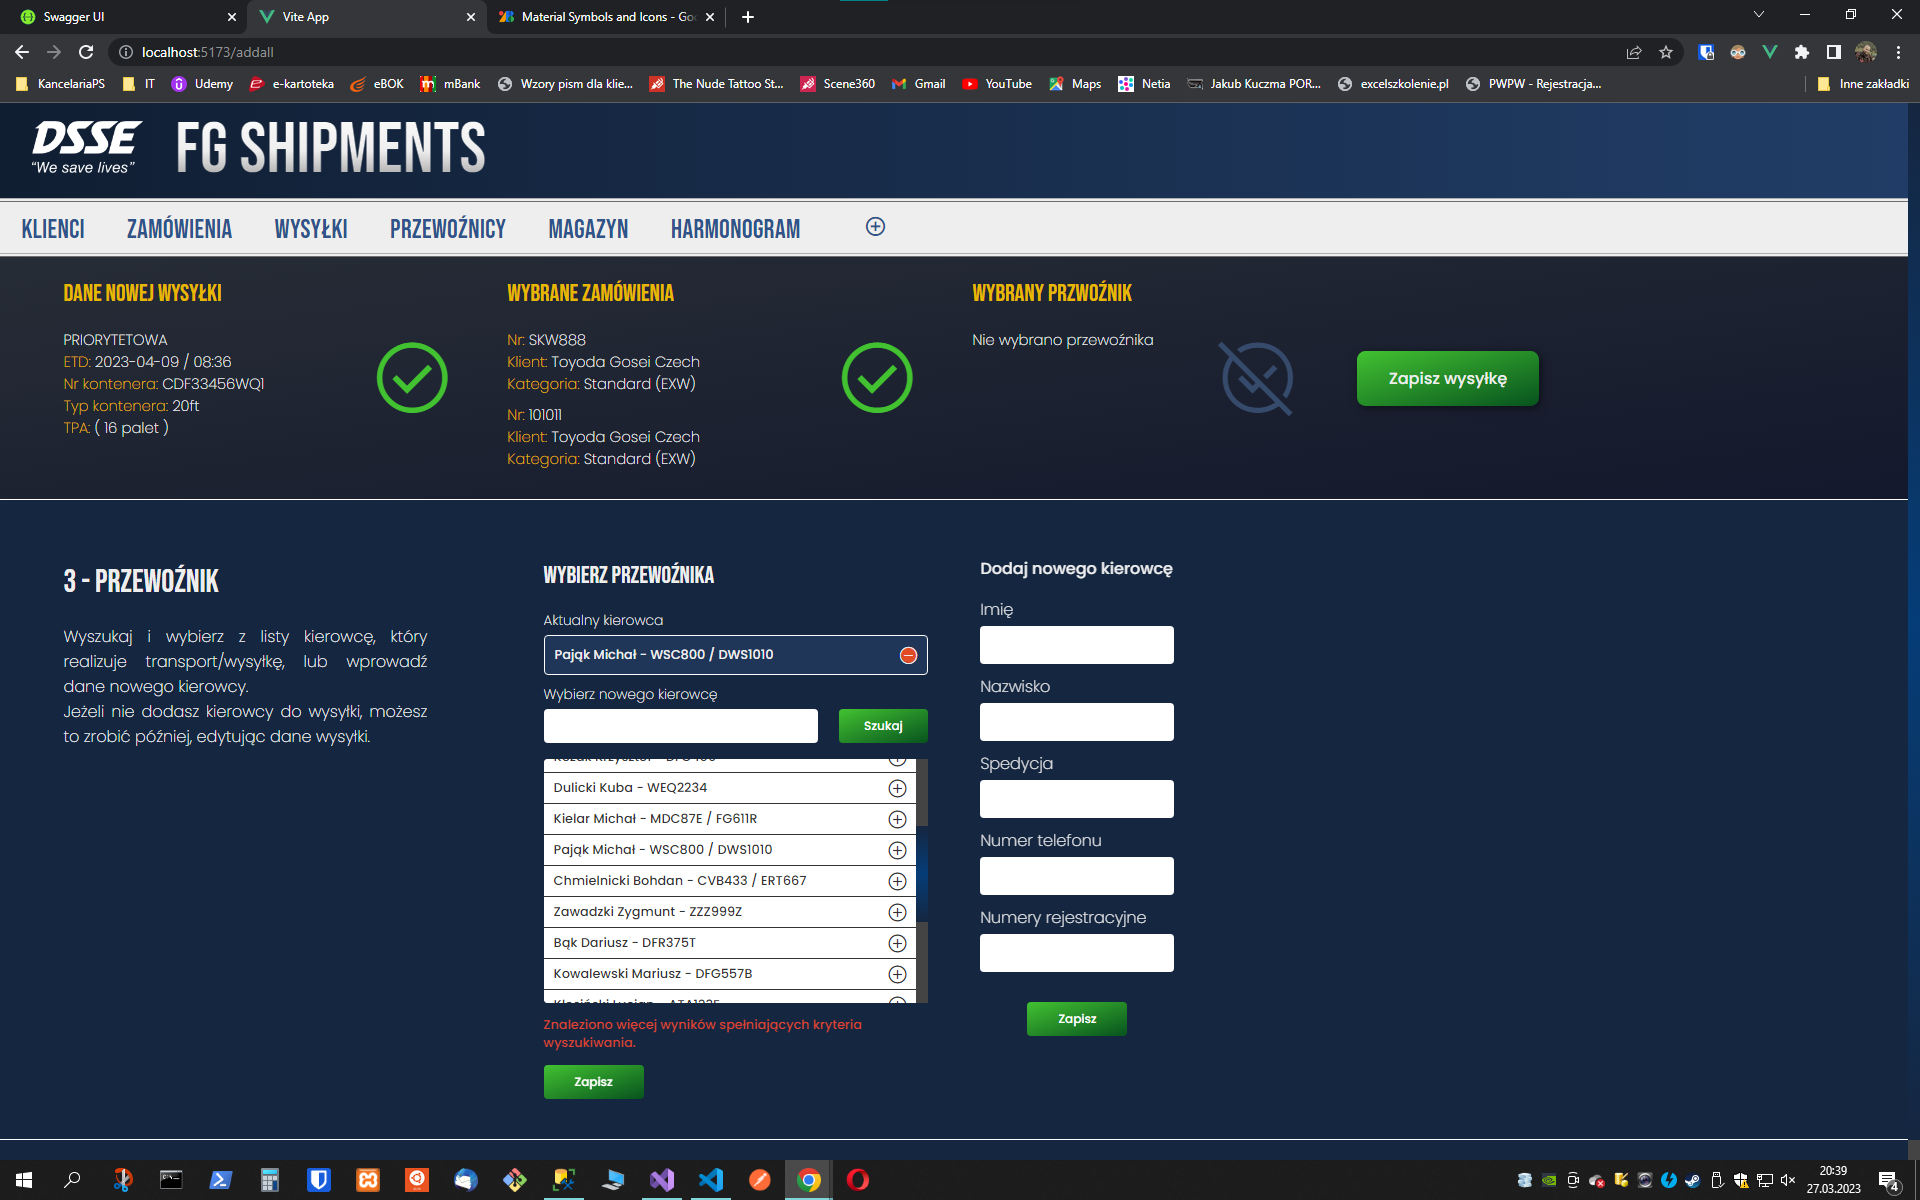 Swagger UI
Vite App
Material Symbols and Icons - Goo
localhost:5173/addall
KancelariaPS
IT
Udemy
e-kartoteka
eBOK
mBank
Wzory pism dla klie...
The Nude Tattoo St...
Scene360
Gmail
YouTube
Maps
Netia
Jakub Kuczma POR...
excelszkolenie.pl
PWPW - Rejestracja...
Inne zakładki
DSSE
"We save lives"
FG SHIPMENTS
KLIENCI
ZAMÓWIENIA
WYSYŁKI
PRZEWOŹNICY
MAGAZYN
HARMONOGRAM
DANE NOWEJ WYSYŁKI
PRIORYTETOWA
ETD: 2023-04-09 / 08:36
Nr kontenera: CDF33456WQ1
Typ kontenera: 20ft
TPA: ( 16 palet )
WYBRANE ZAMÓWIENIA
Nr: SKW888
Klient: Toyoda Gosei Czech
Kategoria: Standard (EXW)
Nr: 101011
Klient: Toyoda Gosei Czech
Kategoria: Standard (EXW)
WYBRANY PRZWOŹNIK
Nie wybrano przewoźnika
Zapisz wysyłkę
3 - PRZEWOŹNIK
Wyszukaj i wybierz z listy kierowcę, który
realizuje transport/wysyłkę, lub wprowadź
dane nowego kierowcy.
Jeżeli nie dodasz kierowcy do wysyłki, możesz
to zrobić później, edytując dane wysyłki.
WYBIERZ PRZEWOŹNIKA
Aktualny kierowca
Pająk Michał - WSC800 / DWS1010
Wybierz nowego kierowcę
Szukaj
Dulicki Kuba - WEQ2234
Kielar Michał - MDC87E / FG611R
Pająk Michał - WSC800 / DWS1010
Chmielnicki Bohdan - CVB433 / ERT667
Zawadzki Zygmunt - ZZZ999Z
Bąk Dariusz - DFR375T
Kowalewski Mariusz - DFG557B
Znaleziono więcej wyników spełniających kryteria
wyszukiwania.
Zapisz
Dodaj nowego kierowcę
Imię
Nazwisko
Spedycja
Numer telefonu
Numery rejestracyjne
Zapisz
20:39
27.03.2023
4